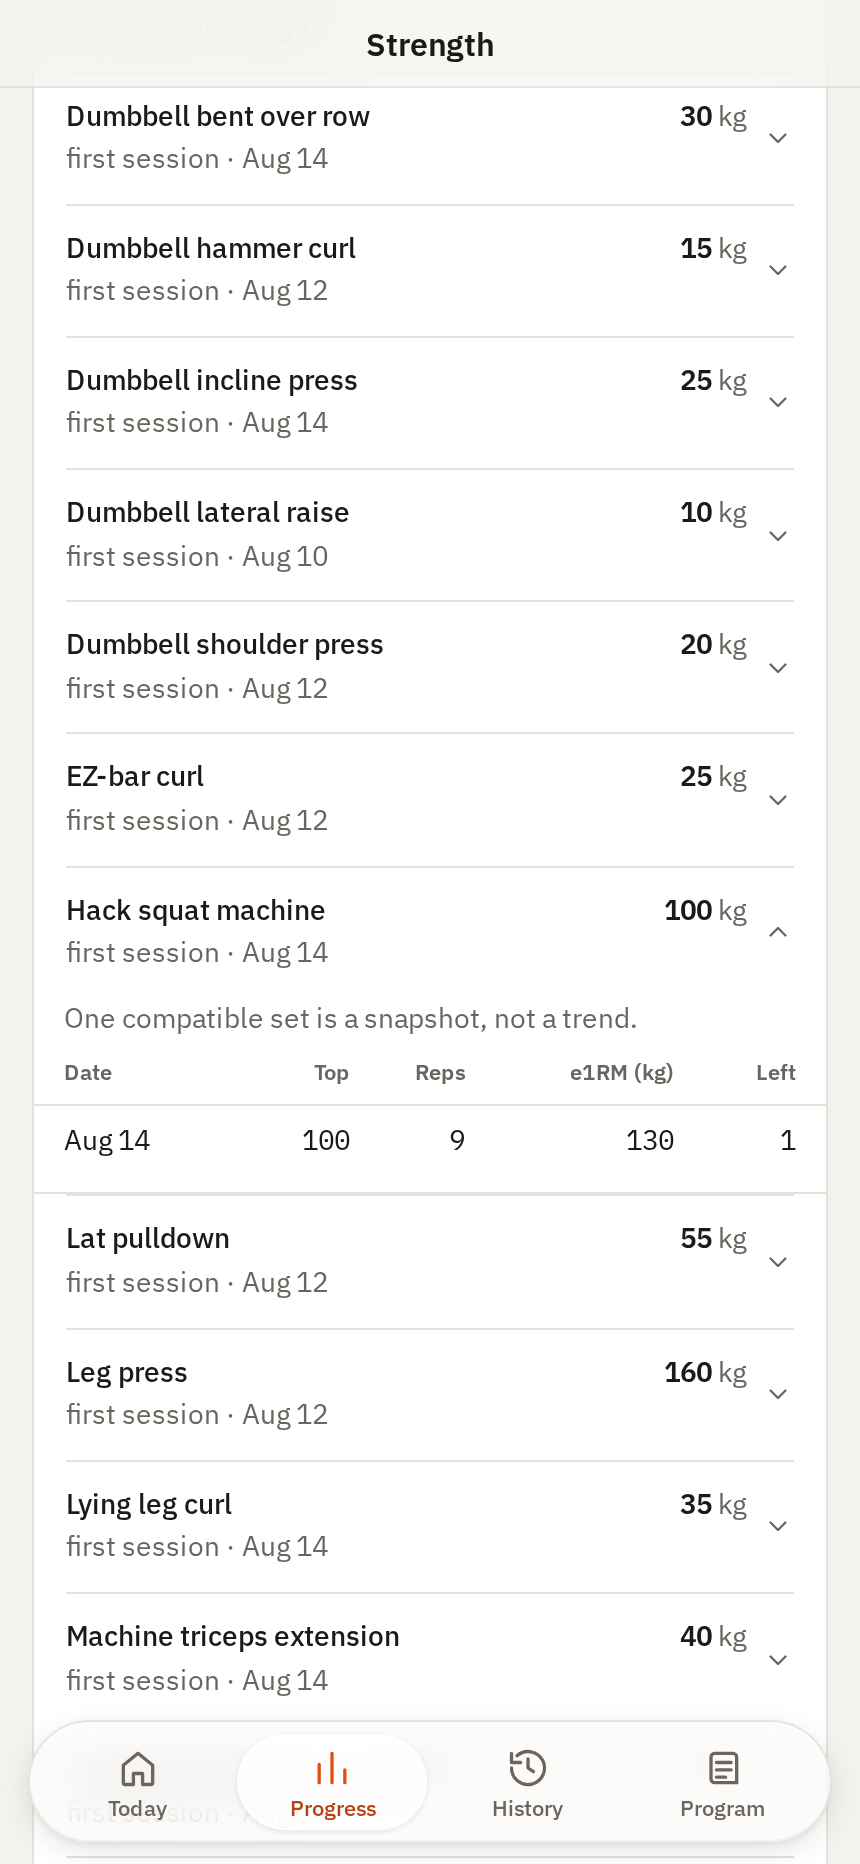 first session · Aug 12
Strength
Dumbbell bent over row 30 kg
first session · Aug 14
Dumbbell hammer curl 15 kg
first session · Aug 12
Dumbbell incline press 25 kg
first session · Aug 14
Dumbbell lateral raise 10 kg
first session · Aug 10
Dumbbell shoulder press 20 kg
first session · Aug 12
EZ-bar curl 25 kg
first session · Aug 12
Hack squat machine 100 kg
first session · Aug 14
One compatible set is a snapshot, not a trend.
Date Top Reps e1RM (kg) Left
Aug 14 100 9 130 1
Lat pulldown 55 kg
first session · Aug 12
Leg press 160 kg
first session · Aug 12
Lying leg curl 35 kg
first session · Aug 14
Machine triceps extension 40 kg
first session · Aug 14
first session
Today Progress History Program